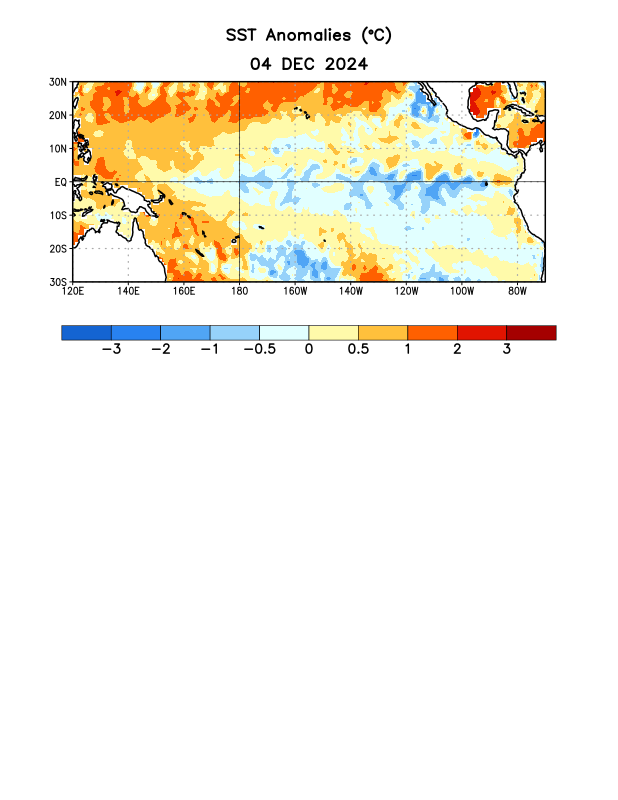 SST Anomalies (°C)
04 DEC 2024
30N
20N
10N
EQ
10S
20S
30S
120E 140E 160E 180 160W 140W 120W 100W 80W
−3 −2 −1 −0.5 0 0.5 1 2 3